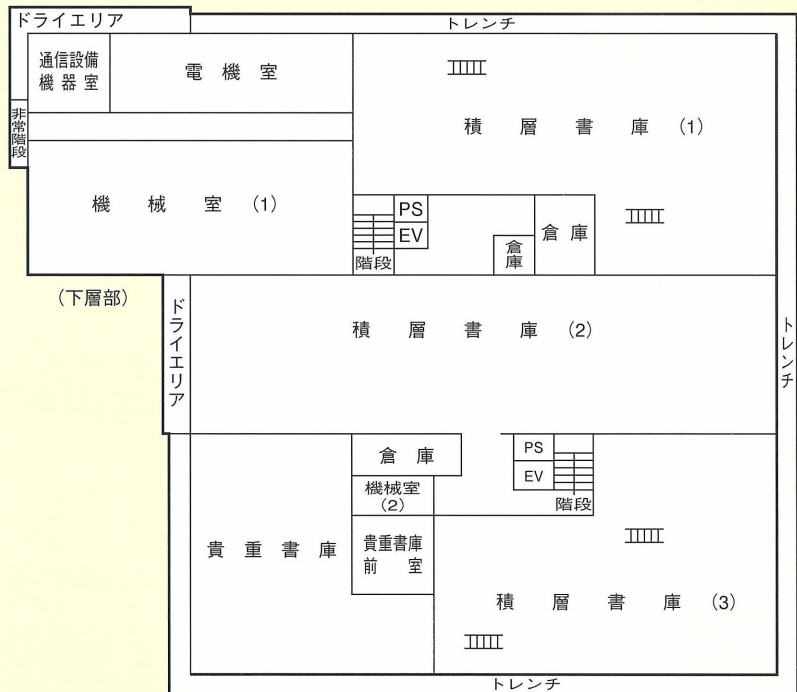 ドライエリア
トレンチ
通信設備
機器室
電機室
非常階段
積層書庫 (1)
機械室 (1)
PS
EV
階段
倉庫
倉庫
(下層部)
ドライエリア
積層書庫 (2)
トレンチ
倉庫
機械室
(2)
PS
EV
階段
貴重書庫
貴重書庫
前室
積層書庫 (3)
トレンチ